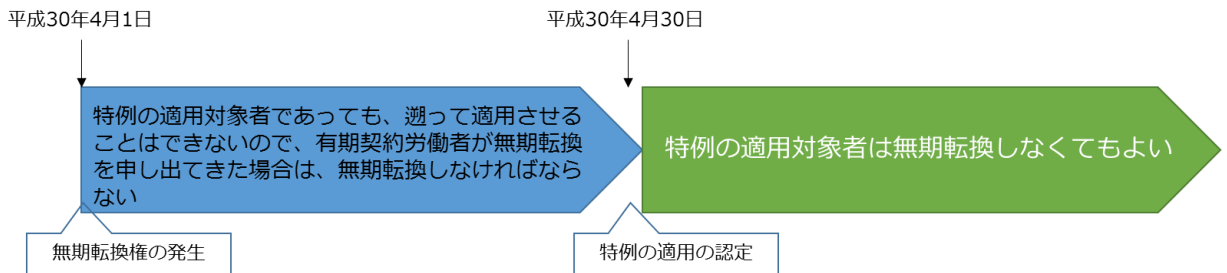 平成30年4月1日
平成30年4月30日
特例の適用対象者であっても、遡って適用させる
ことはできないので、有期契約労働者が無期転換
を申し出てきた場合は、無期転換しなければなら
ない
特例の適用対象者は無期転換しなくてもよい
無期転換権の発生
特例の適用の認定